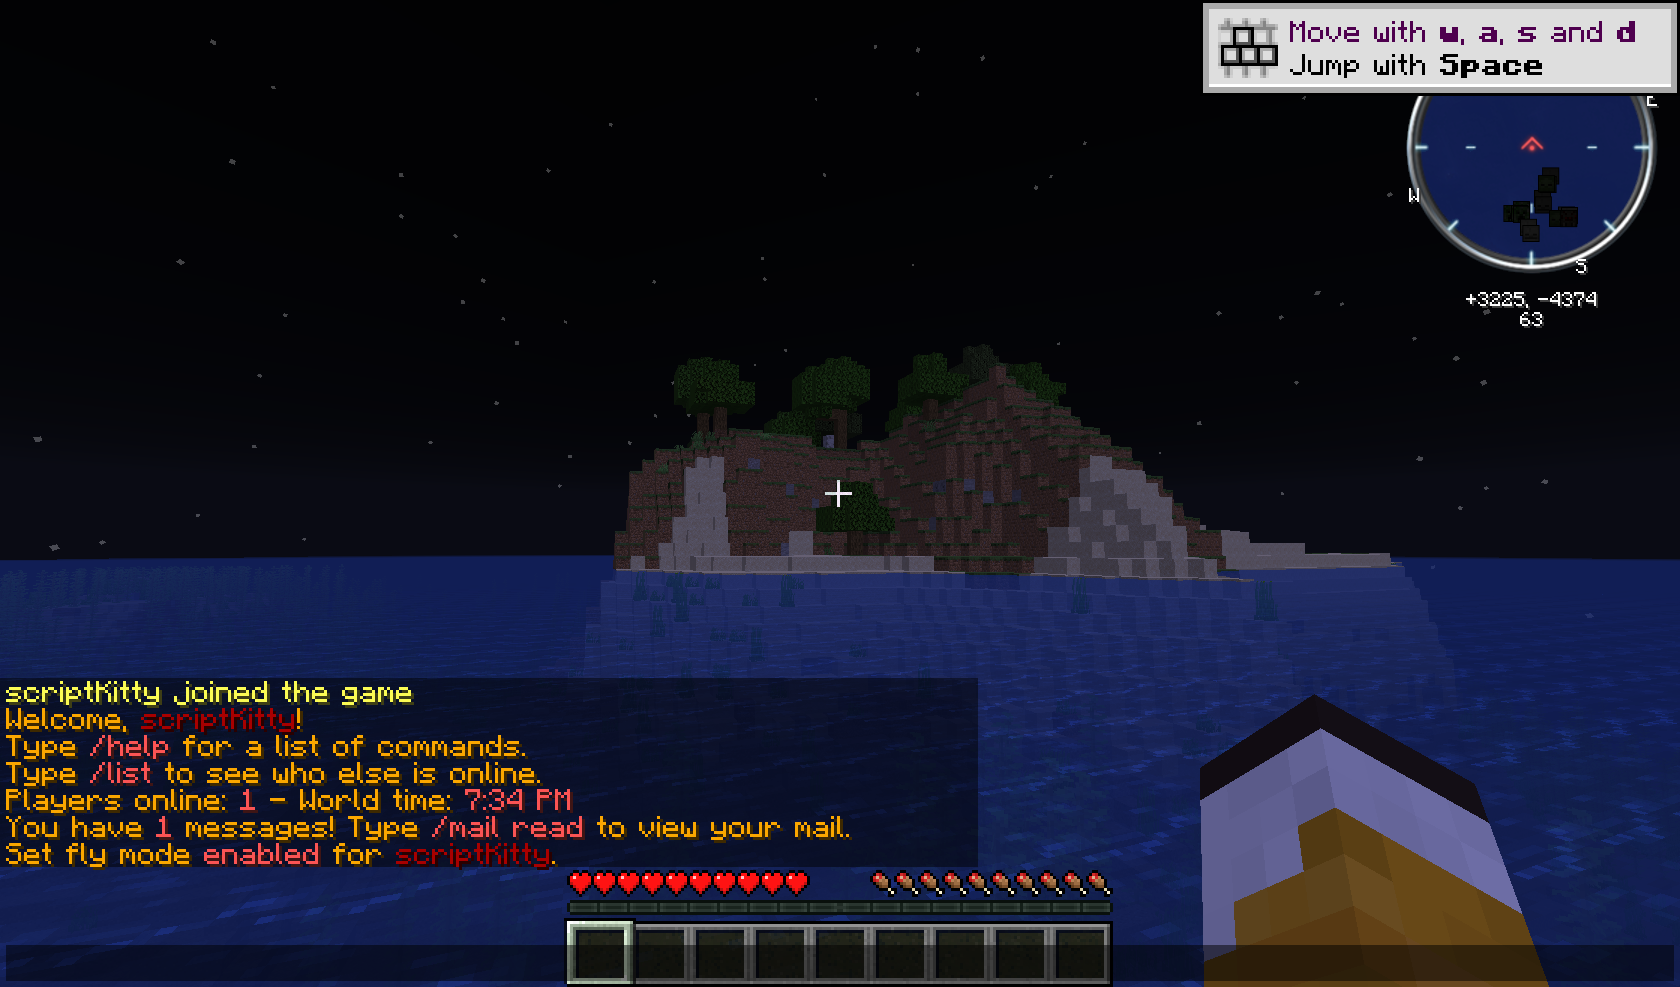 Move with w, a, s and d
Jump with Space
E
W
S
+3225, -4374
63
scriptKitty joined the game
Welcome, scriptKitty!
Type /help for a list of commands.
Type /list to see who else is online.
Players online: 1 - World time: 7:34 PM
You have 1 messages! Type /mail read to view your mail.
Set fly mode enabled for scriptKitty.